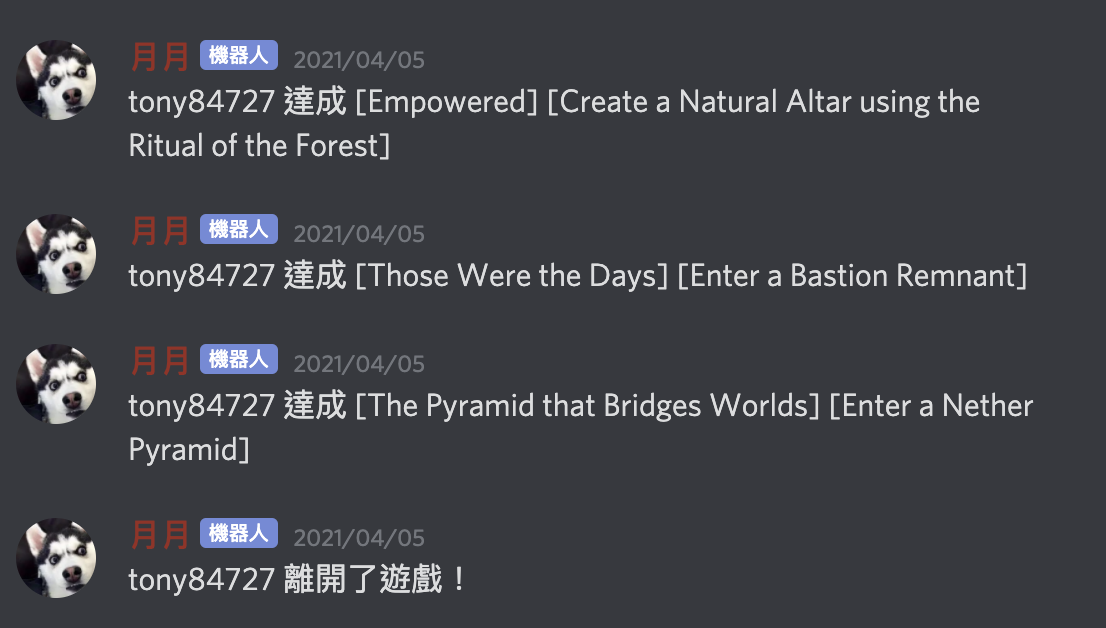 月月 機器人 2021/04/05
tony84727 達成 [Empowered] [Create a Natural Altar using the
Ritual of the Forest]
月月 機器人 2021/04/05
tony84727 達成 [Those Were the Days] [Enter a Bastion Remnant]
月月 機器人 2021/04/05
tony84727 達成 [The Pyramid that Bridges Worlds] [Enter a Nether
Pyramid]
月月 機器人 2021/04/05
tony84727 離開了遊戲！